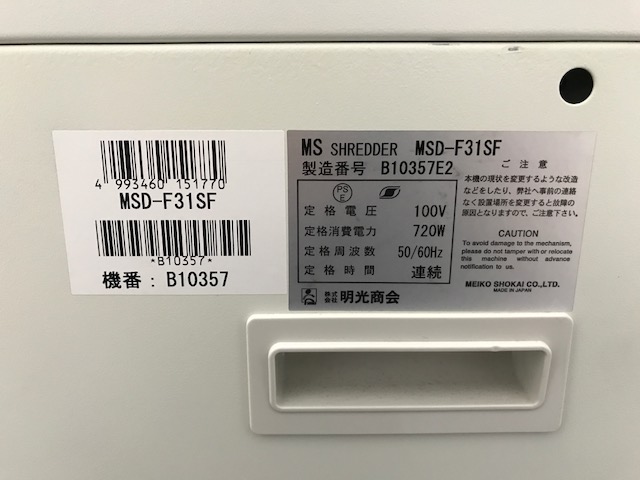 4 993460 151770
MSD-F31SF
*B10357*
機番：B10357
MS SHREDDER MSD-F31SF
製造番号 B10357E2
PS
E
定格電圧 100V
定格消費電力 720W
定格周波数 50/60Hz
定格時間 連続
株式会社 明光商会
ご注意
本機の現状を変更するような改造
などをしたり、弊社へ事前の連絡
なく設置場所を変更すると故障の
原因となりますので、ご注意下さい。
CAUTION
To avoid damage to the mechanism,
please do not tamper with or relocate
this machine without advance
notification to us.
MEIKO SHOKAI CO.,LTD.
MADE IN JAPAN